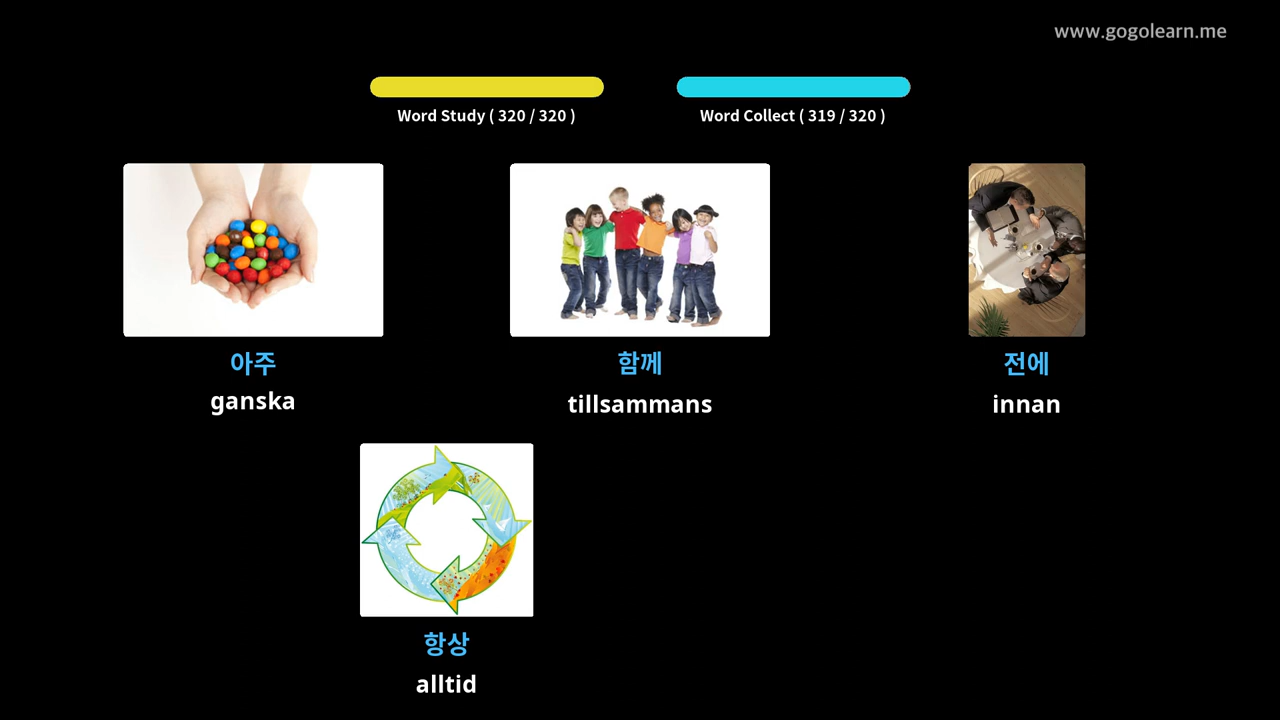 www.gogolearn.me
Word Study ( 320 / 320 )
Word Collect ( 319 / 320 )
아주
함께
전에
ganska
tillsammans
innan
항상
alltid